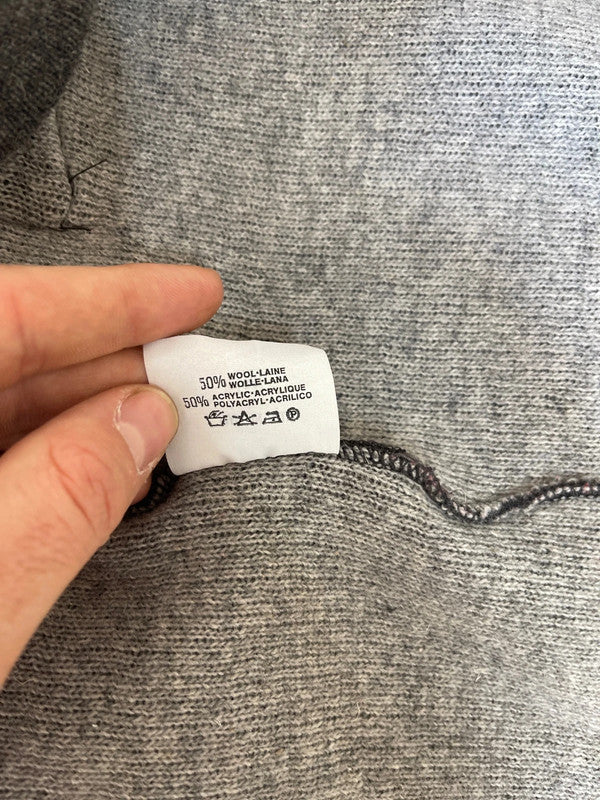 50% WOOL·LAINE
WOLLE·LANA
50% ACRYLIC·ACRYLIQUE
POLYACRYL·ACRILICO
P